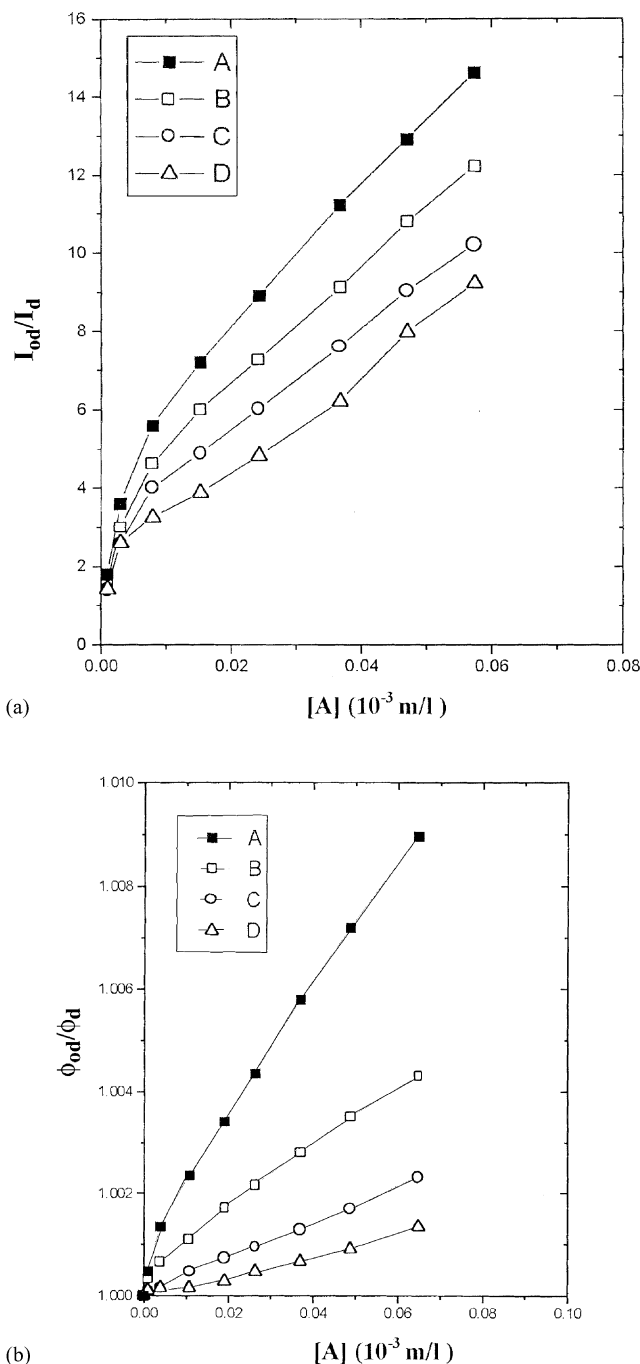 16
14
12
10
8
6
4
2
0
A
B
C
D
I_od/I_d
0.00 0.02 0.04 0.06 0.08
[A] (10^-3 m/l )
(a)
1.010
1.008
1.006
1.004
1.002
1.000
A
B
C
D
ϕ_od/ϕ_d
0.00 0.02 0.04 0.06 0.08 0.10
[A] (10^-3 m/l )
(b)